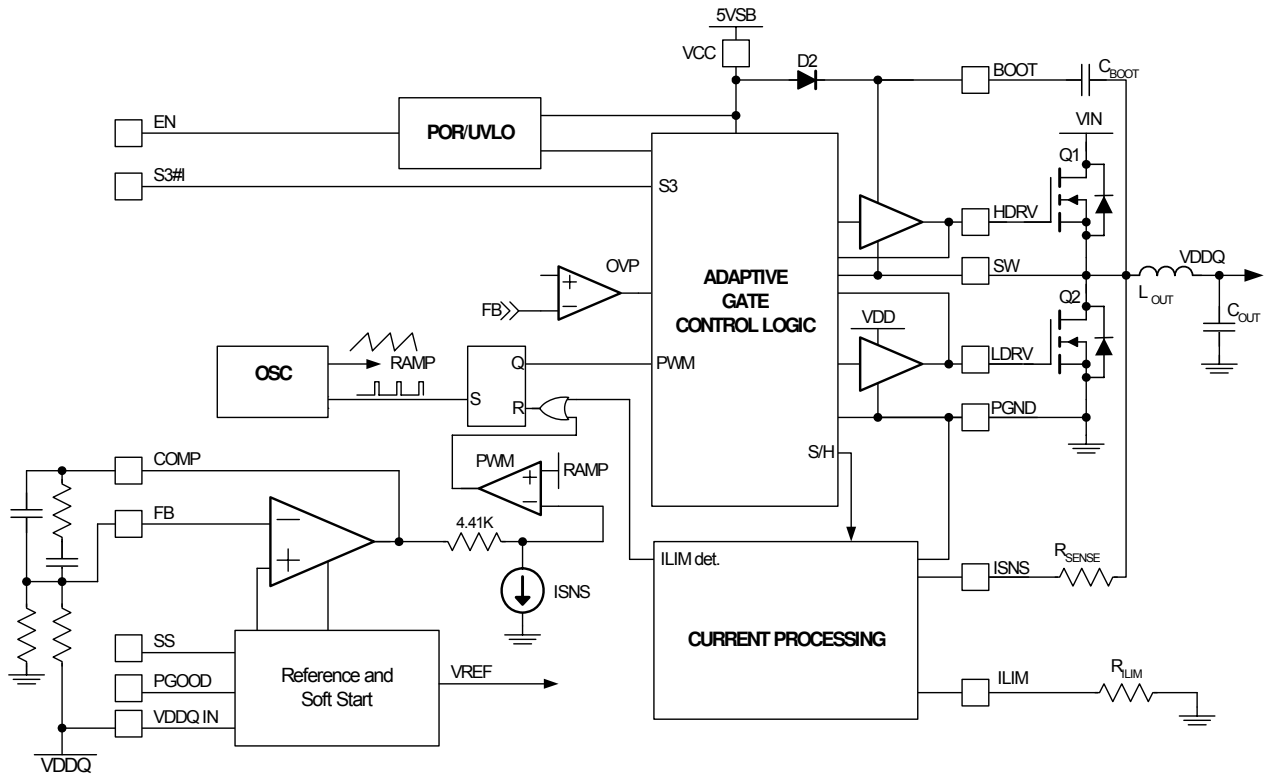 5VSB
VCC
D2
BOOT
CBOOT
VIN
EN
POR/UVLO
Q1
S3#I
S3
HDRV
OVP
ADAPTIVE
GATE
CONTROL LOGIC
SW
VDDQ
LOUT
COUT
FB
+
−
VDD
Q2
OSC
RAMP
Q
PWM
LDRV
S
R
PGND
S/H
COMP
PWM
RAMP
+
−
FB
−
+
4.41K
ILIM det.
ISNS
RSENSE
ISNS
CURRENT PROCESSING
SS
Reference and
Soft Start
VREF
PGOOD
ILIM
RILIM
VDDQ IN
VDDQ